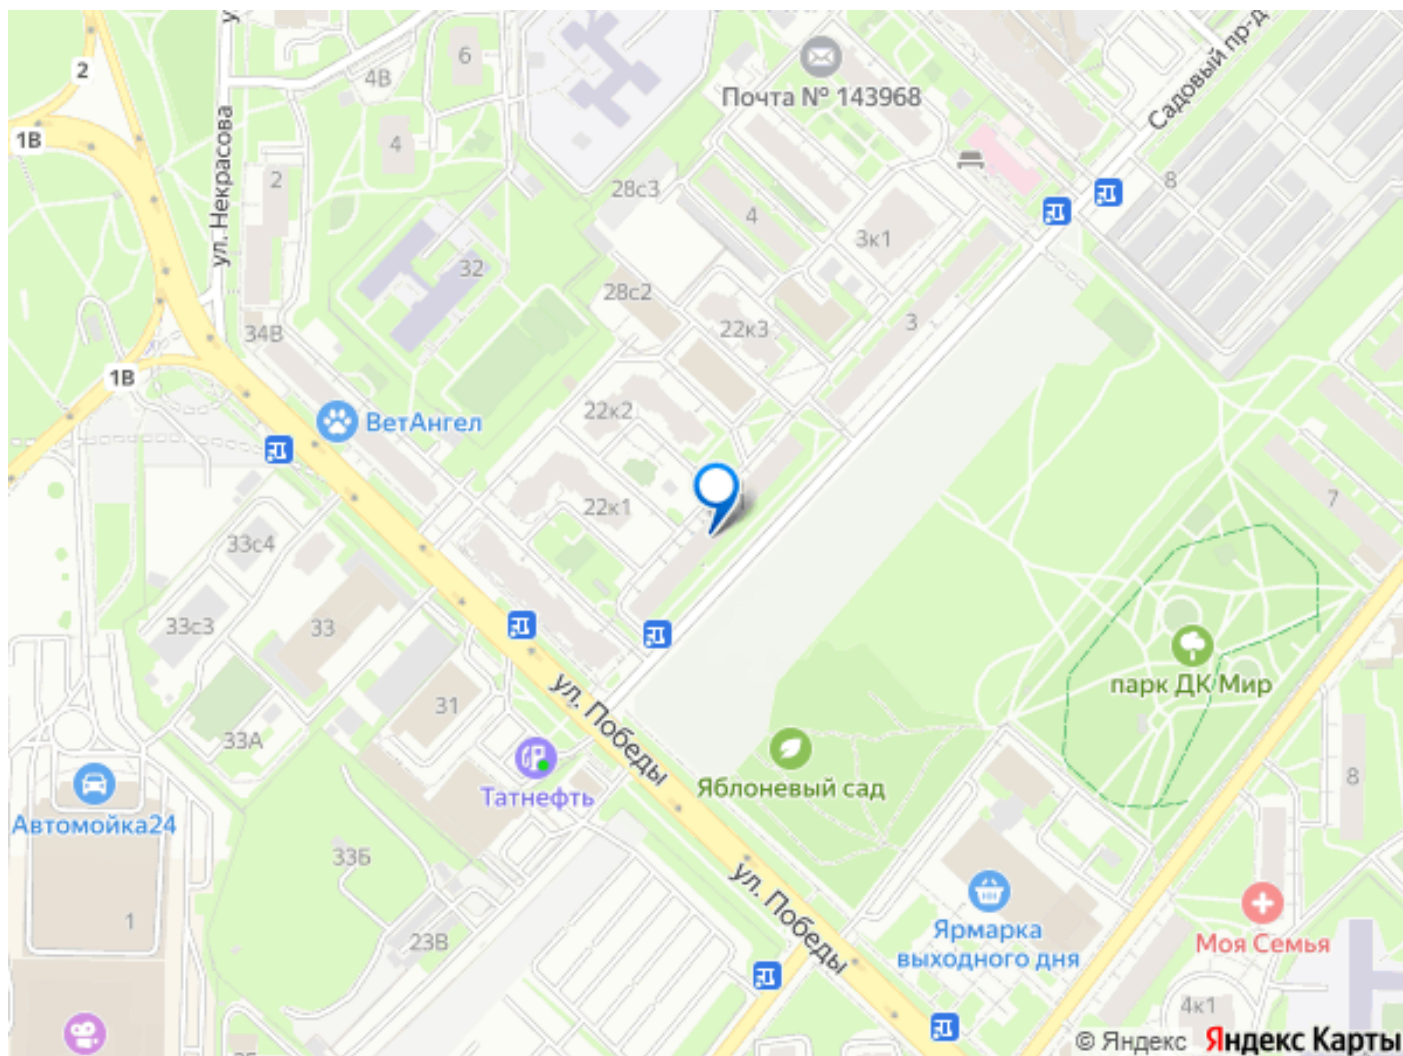 2
1В
ул. Некрасова
6
4В
4
2
Почта № 143968
Садовый пр-д
8
28с3
4
3к1
32
28с2
22к3
3
34В
1В
ВетАнгел
22к2
22к1
7
33с4
33с3
33
31
33А
ул. Победы
парк ДК Мир
Татнефть
Яблоневый сад
8
Автомойка24
33Б
ул. Победы
1
23В
Ярмарка
выходного дня
Моя Семья
4к1
© Яндекс Яндекс Карты